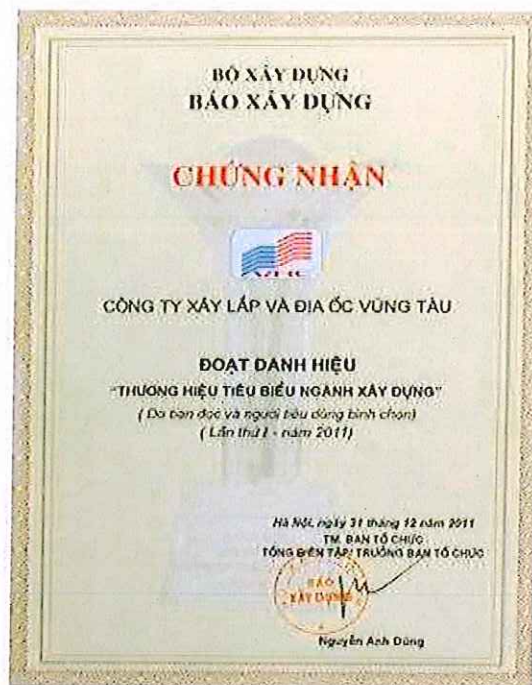 BỘ XÂY DỰNG
BÁO XÂY DỰNG
CHỨNG NHẬN
CÔNG TY XÂY LẮP VÀ ĐỊA ỐC VŨNG TÀU
ĐOẠT DANH HIỆU
"THƯƠNG HIỆU TIÊU BIỂU NGÀNH XÂY DỰNG"
( Do bạn đọc và người tiêu dùng bình chọn)
( Lần thứ I - năm 2011)
Hà Nội, ngày 31 tháng 12 năm 2011
TM. BAN TỔ CHỨC
TỔNG BIÊN TẬP/ TRƯỞNG BAN TỔ CHỨC
BÁO
XÂY DỰNG
Nguyễn Anh Dũng